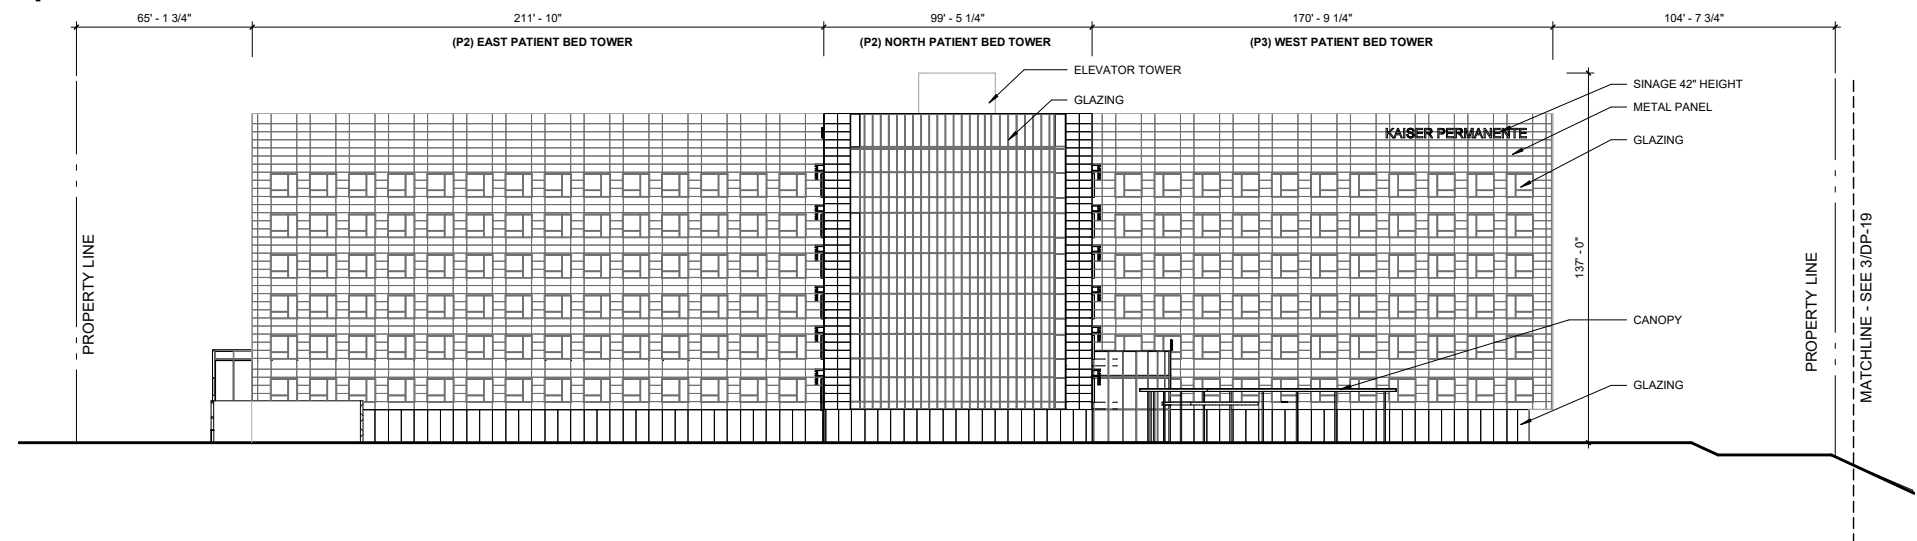 65' - 1 3/4"
211' - 10"
99' - 5 1/4"
170' - 9 1/4"
104' - 7 3/4"
(P2) EAST PATIENT BED TOWER
(P2) NORTH PATIENT BED TOWER
(P3) WEST PATIENT BED TOWER
ELEVATOR TOWER
GLAZING
SINAGE 42" HEIGHT
METAL PANEL
GLAZING
KAISER PERMANENTE
PROPERTY LINE
137' - 0"
PROPERTY LINE
MATCHLINE - SEE 3/DP-19
CANOPY
GLAZING